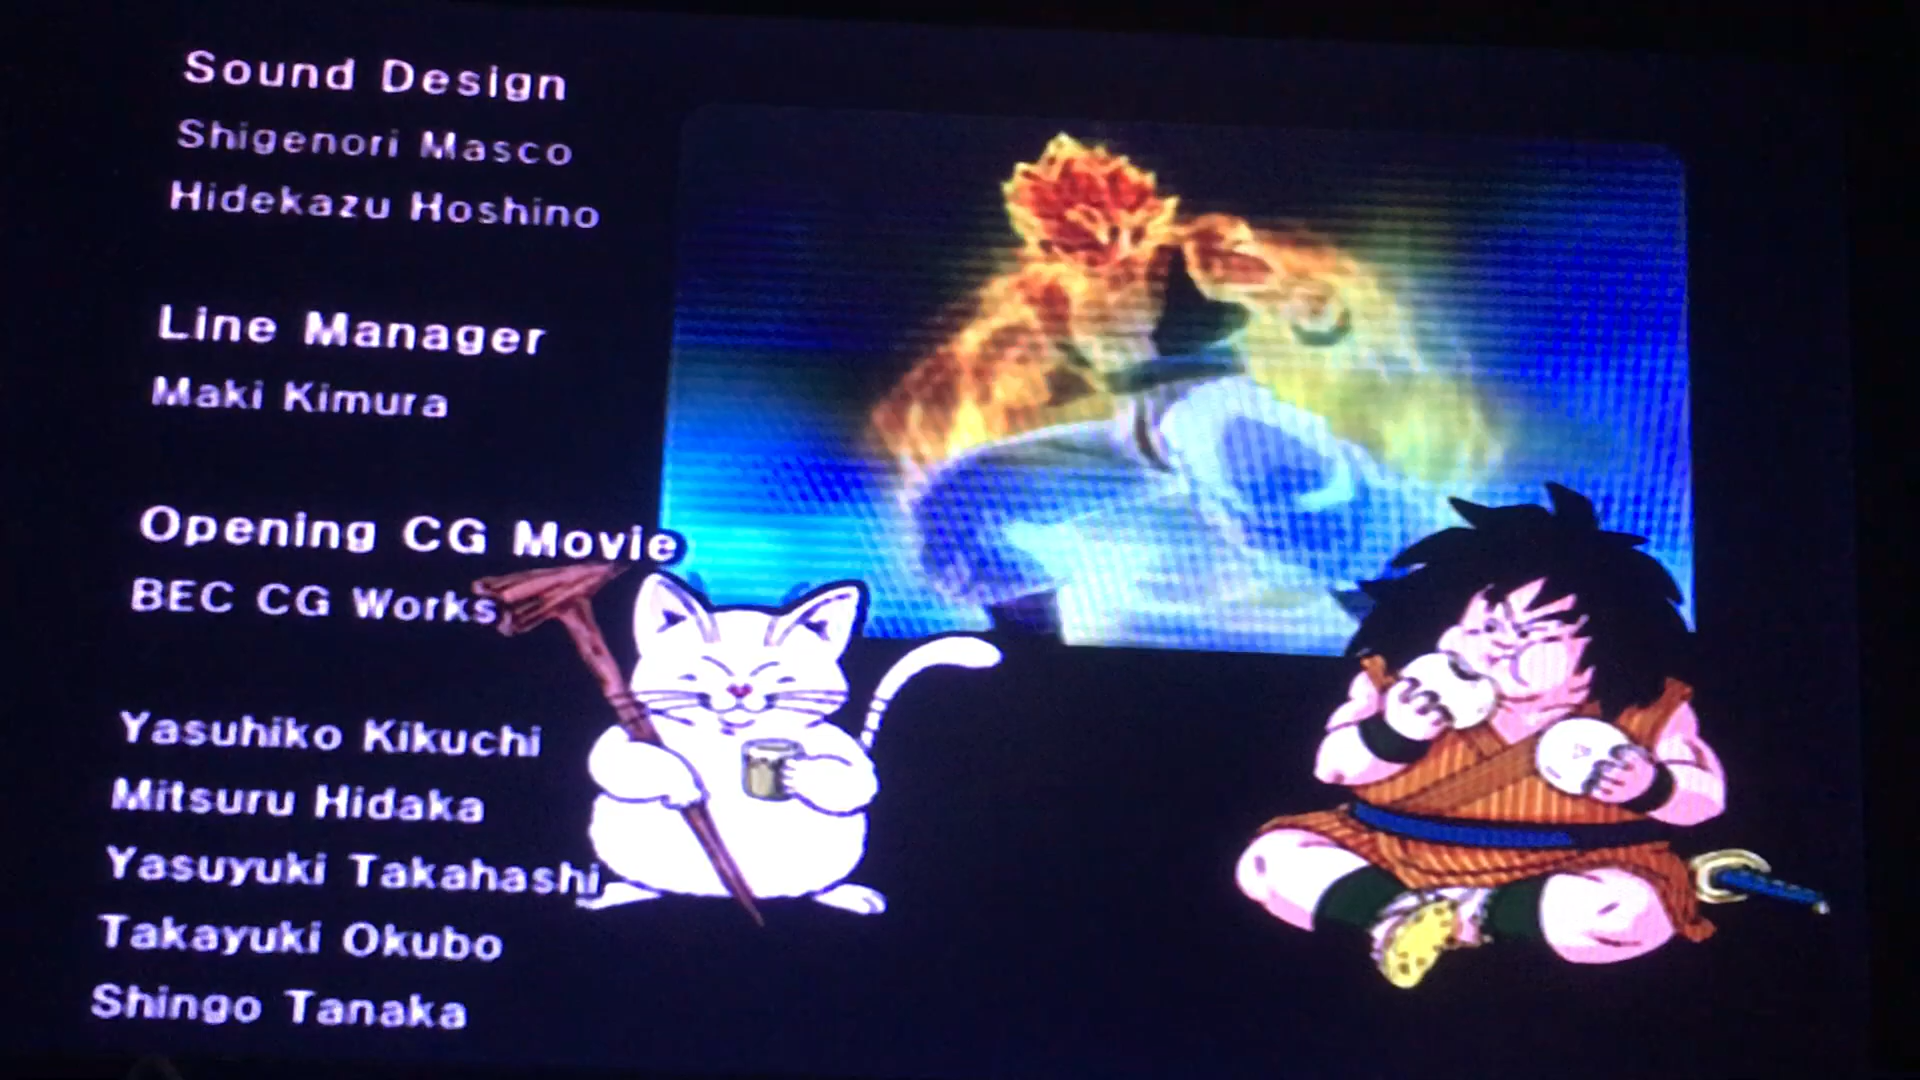 Sound Design
Shigenori Masco
Hidekazu Hoshino
Line Manager
Maki Kimura
Opening CG Movie
BEC CG Works
Yasuhiko Kikuchi
Mitsuru Hidaka
Yasuyuki Takahashi
Takayuki Okubo
Shingo Tanaka